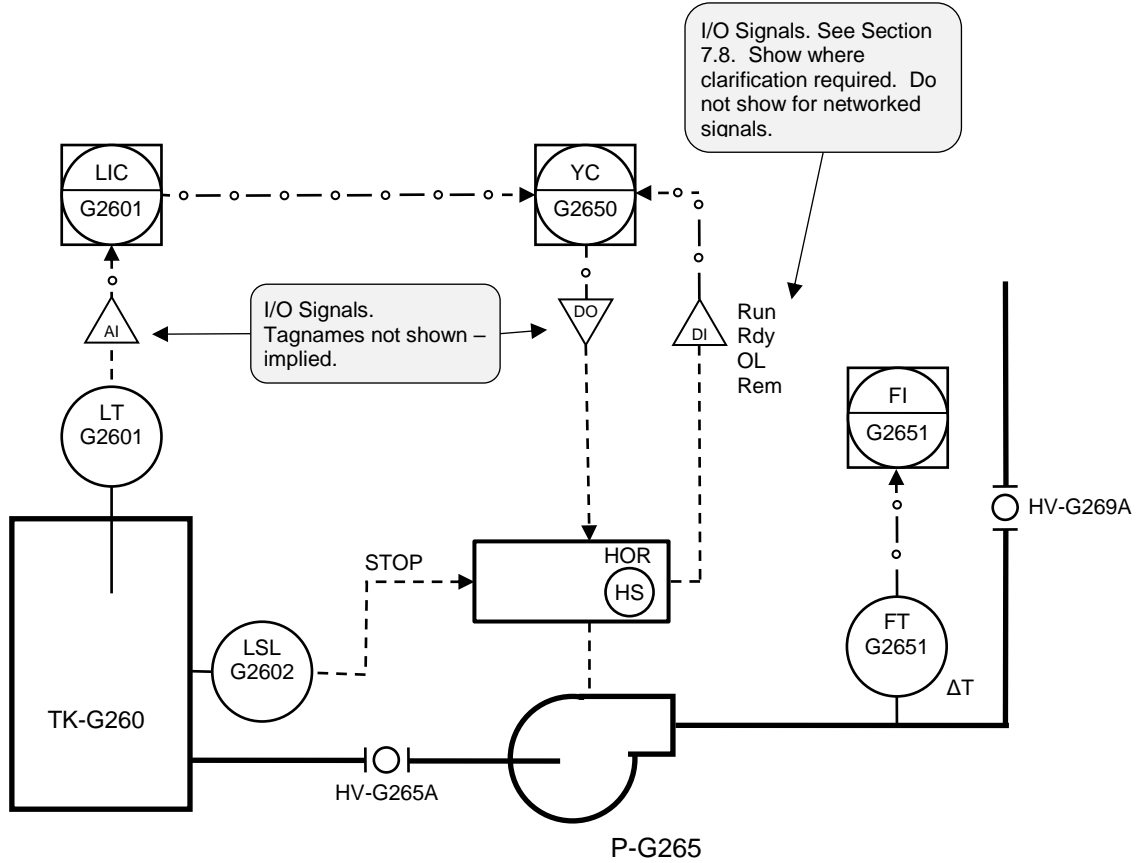 I/O Signals. See Section
7.8. Show where
clarification required. Do
not show for networked
signals.
LIC
G2601
YC
G2650
I/O Signals.
Tagnames not shown –
implied.
AI
DO
DI
Run
Rdy
OL
Rem
LT
G2601
FI
G2651
HV-G269A
STOP
HOR
HS
LSL
G2602
FT
G2651
ΔT
TK-G260
HV-G265A
P-G265